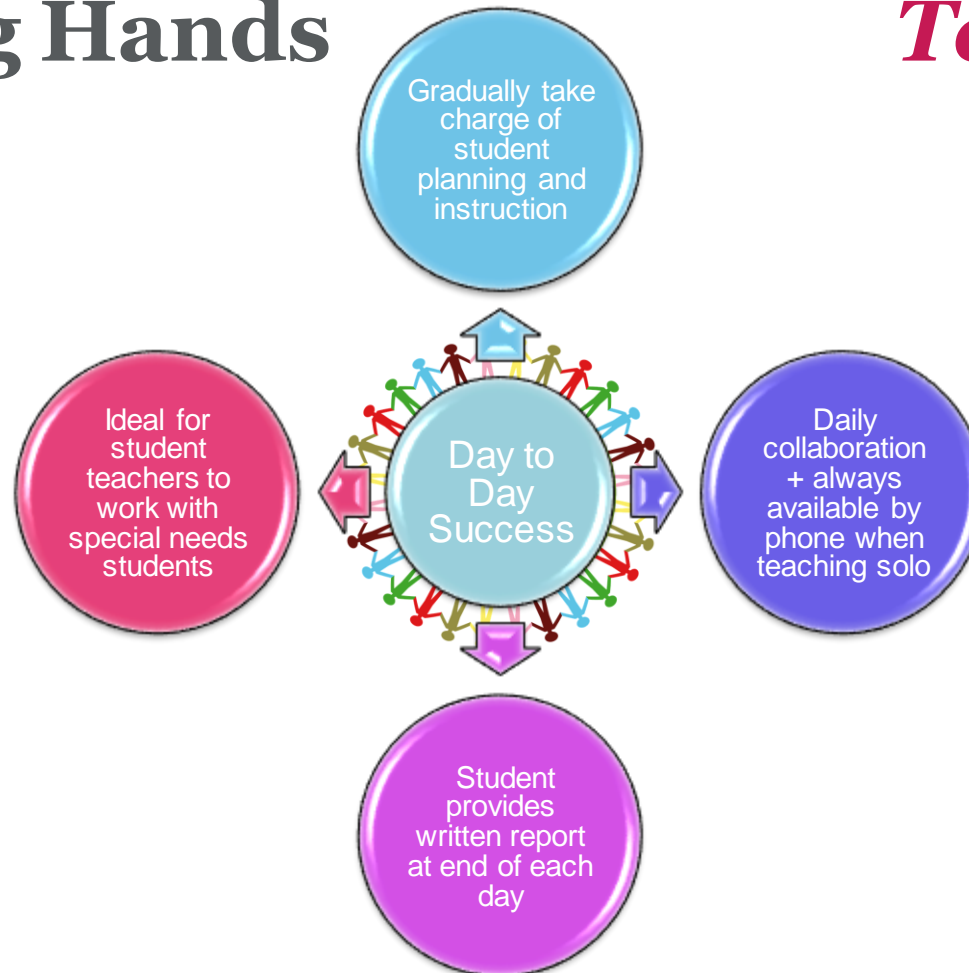 g Hands
Te
Gradually take
charge of
student
planning and
instruction
Ideal for
student
teachers to
work with
special needs
students
Day to
Day
Success
Daily
collaboration
+ always
available by
phone when
teaching solo
Student
provides
written report
at end of each
day